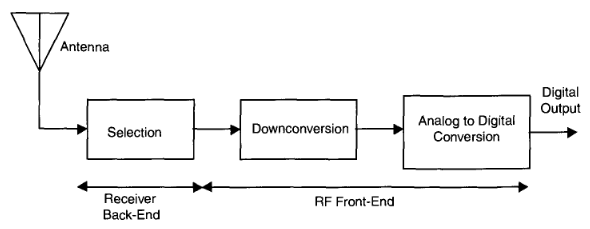 Antenna
Selection
Downconversion
Analog to Digital
Conversion
Digital
Output
Receiver
Back-End
RF Front-End